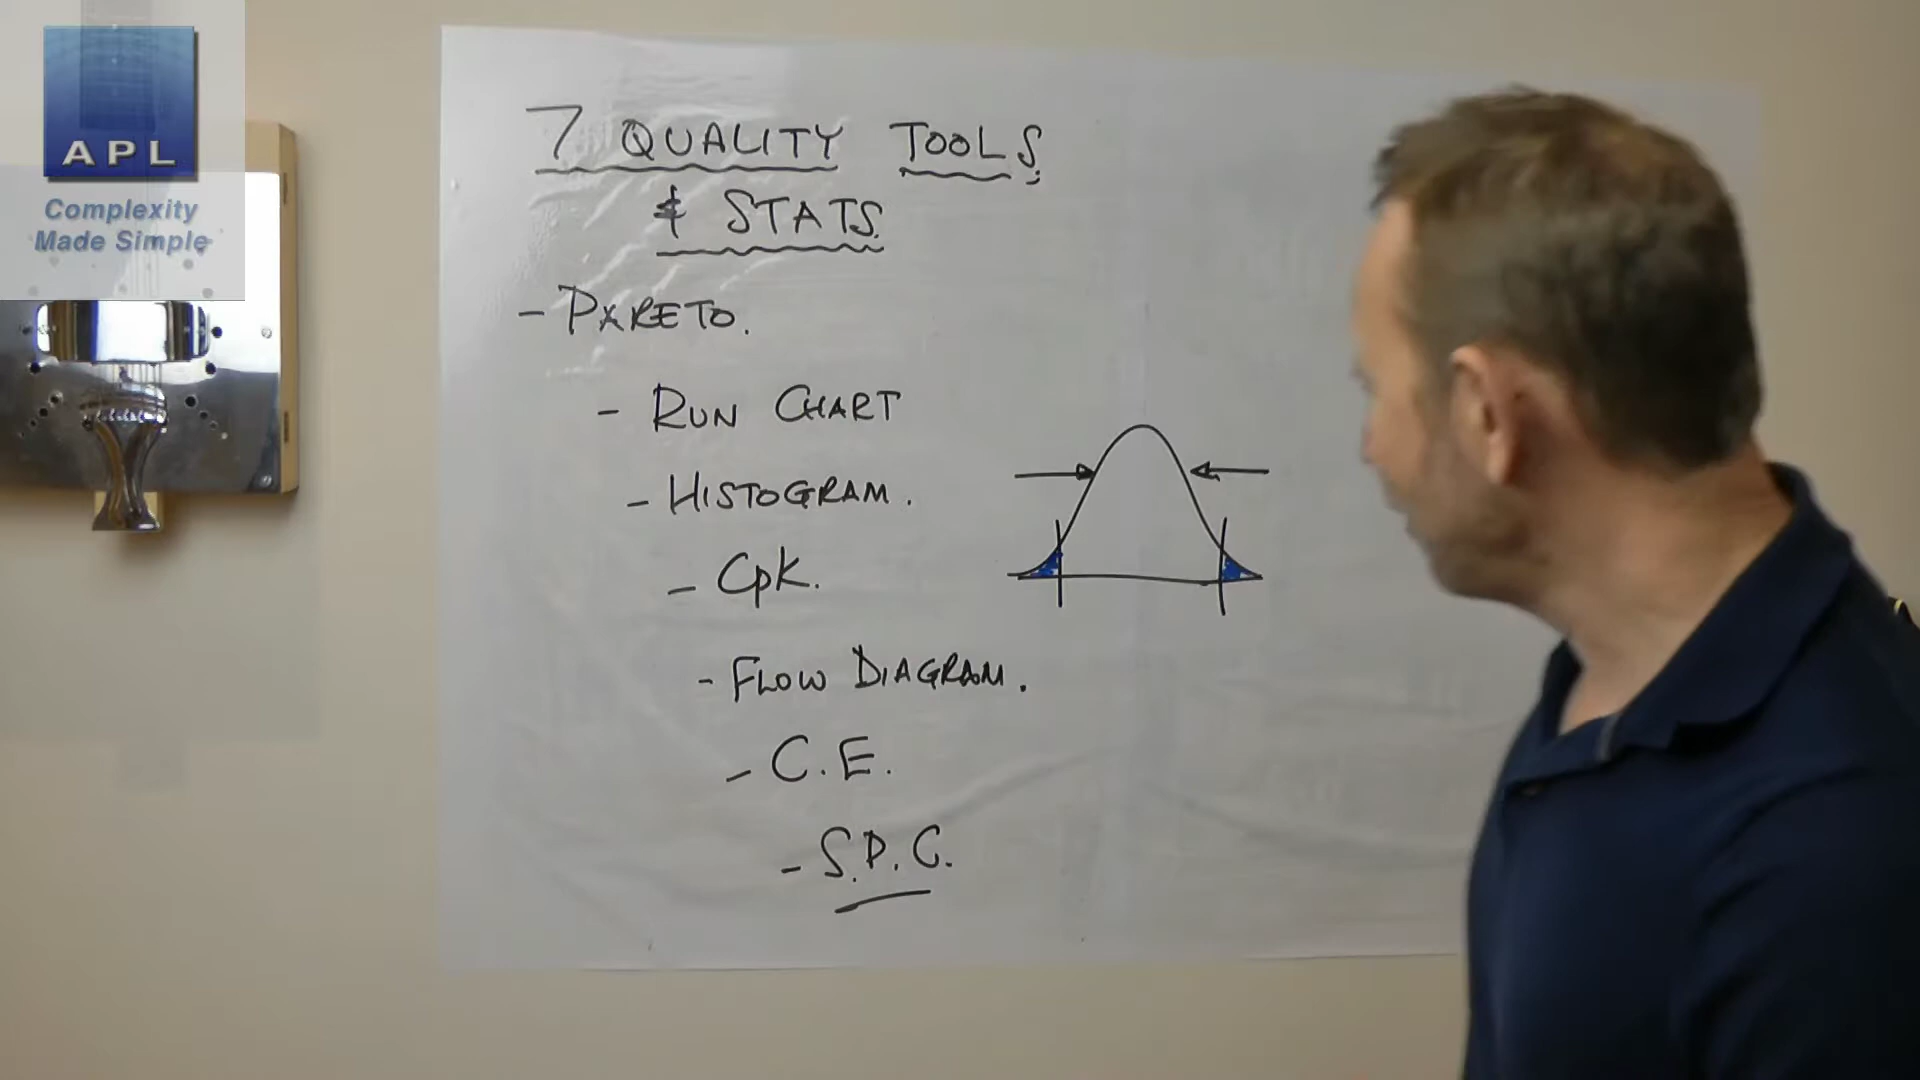 APL
Complexity
Made Simple
7 QUALITY TOOLS
& STATS.
- PARETO.
- RUN CHART
- HISTOGRAM.
- CpK.
- FLOW DIAGRAM.
- C.E.
- S.P.C.